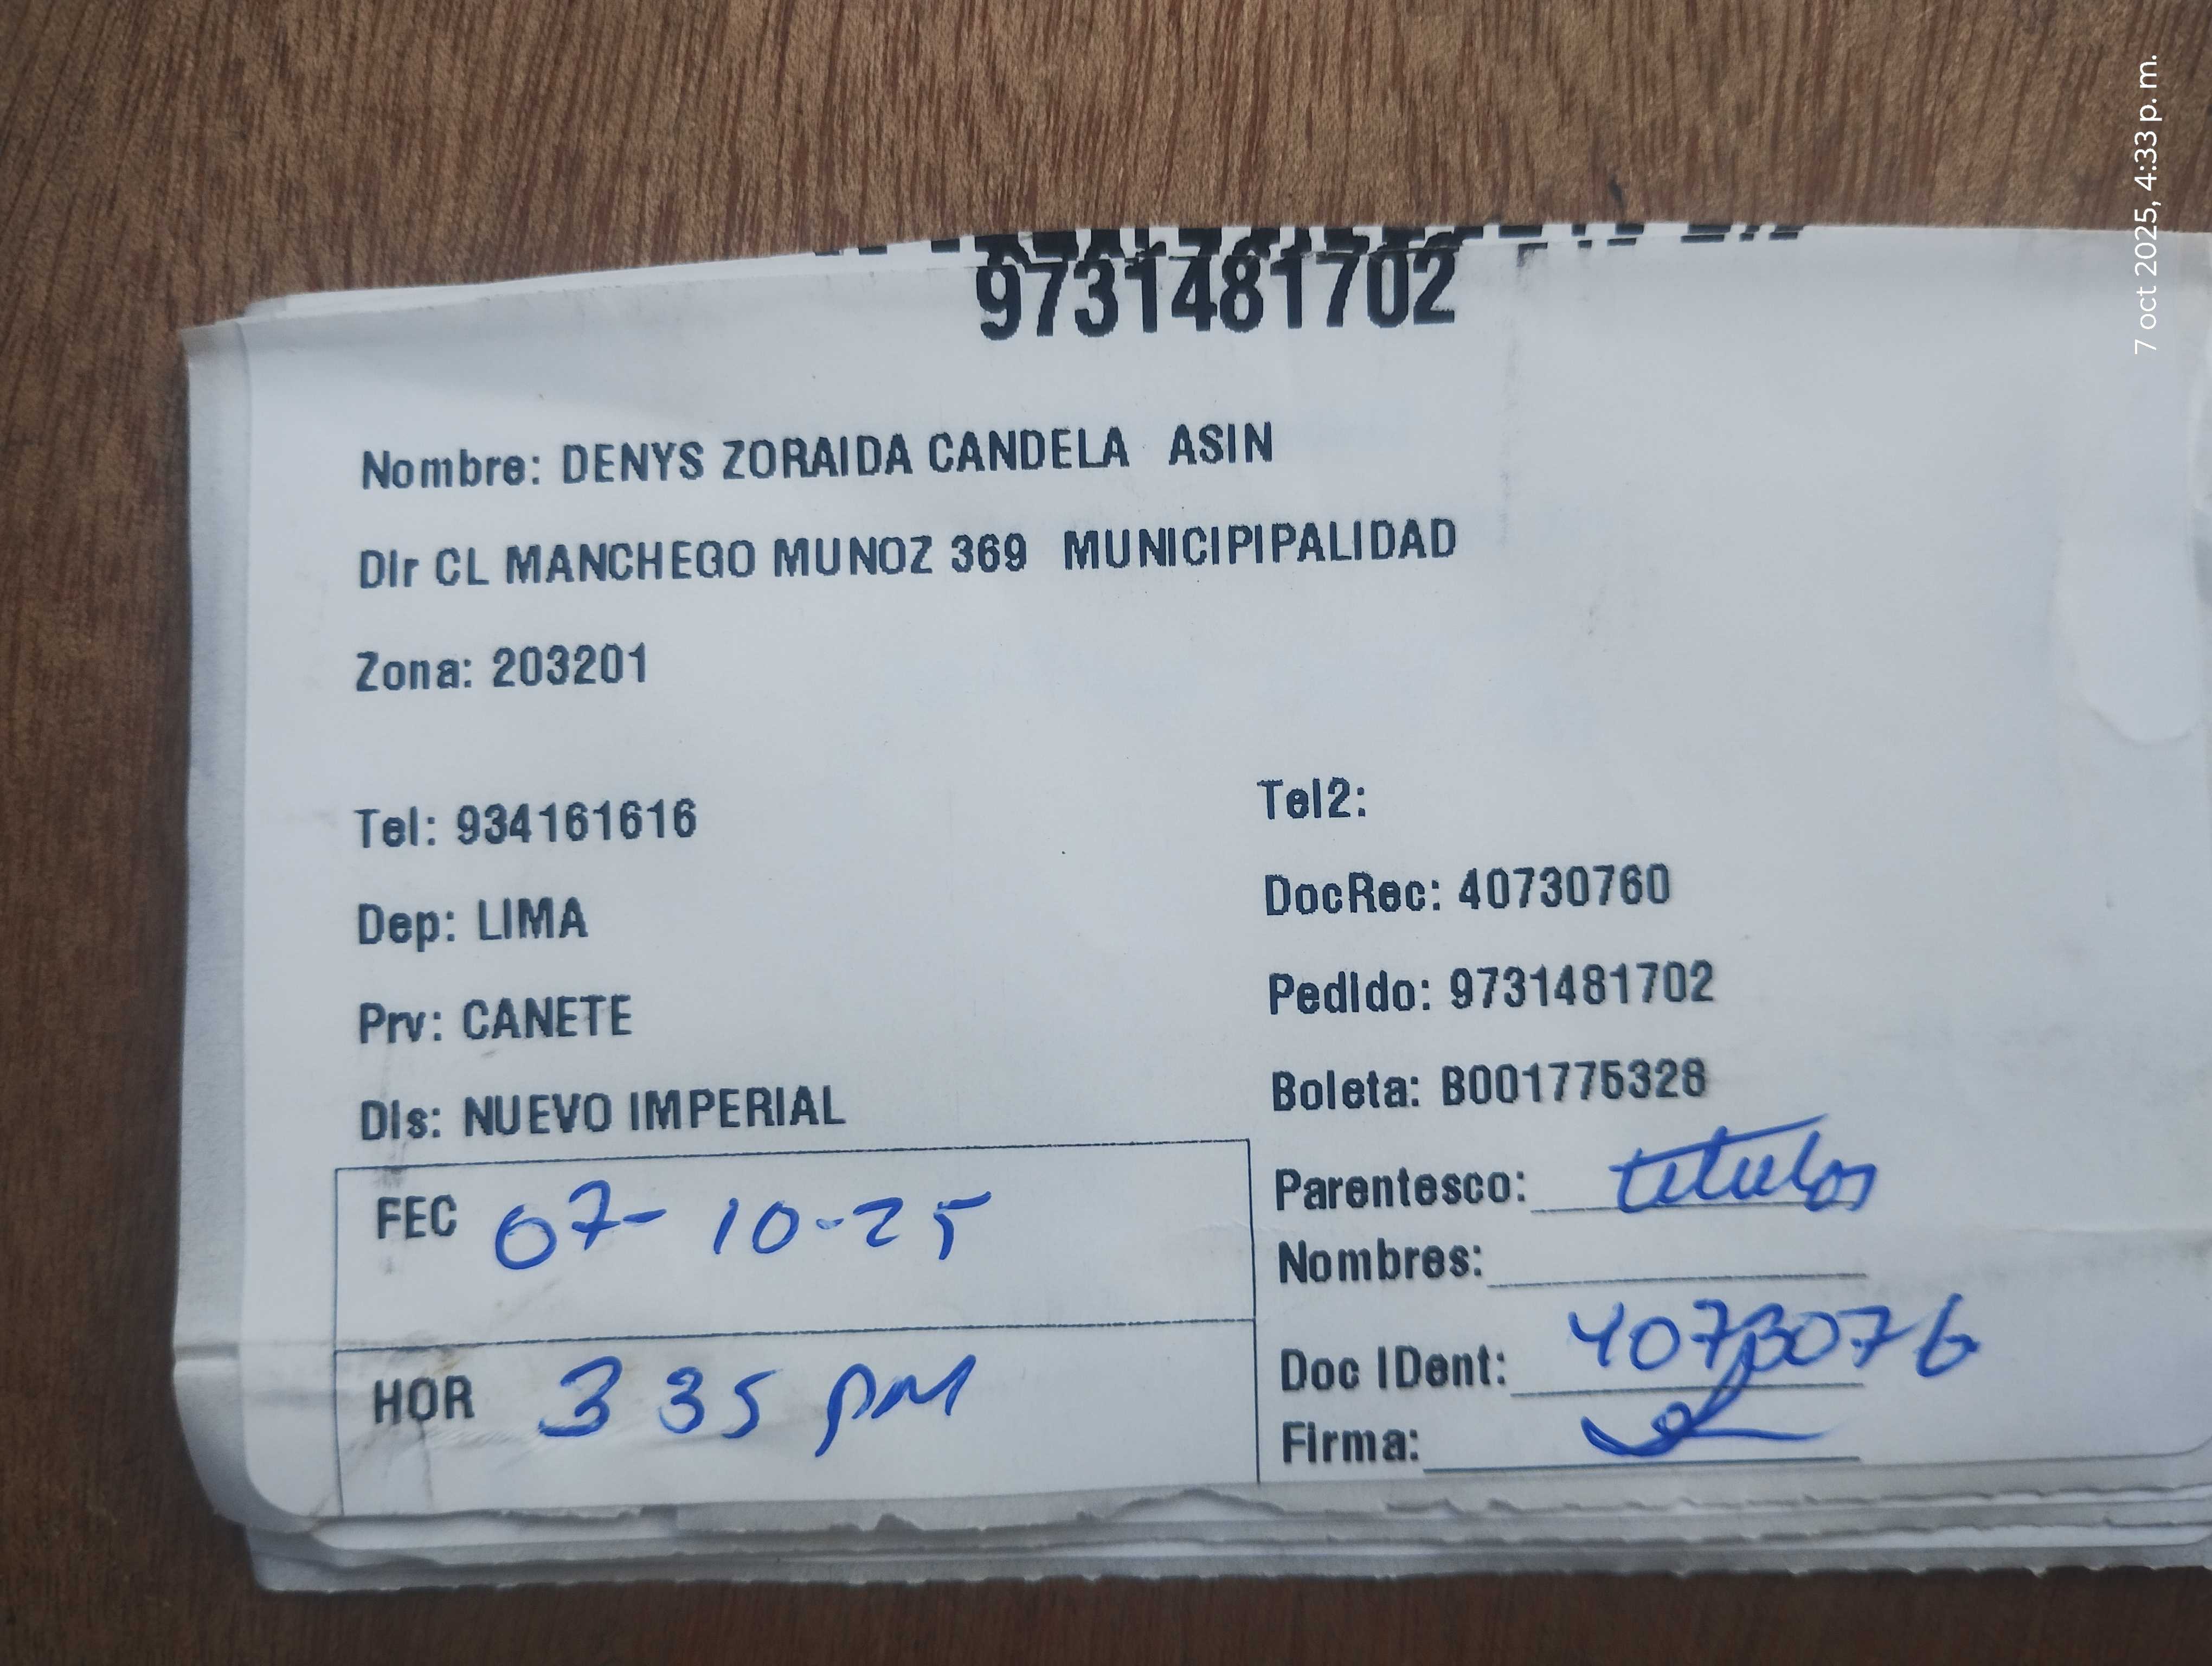 9731481702
Nombre: DENYS ZORAIDA CANDELA ASIN
Dir CL MANCHEGO MUNOZ 369 MUNICIPIPALIDAD
Zona: 203201
Tel: 934161616
Tel2:
DocRec: 40730760
Dep: LIMA
Pedido: 9731481702
Prv: CANETE
Boleta: B001775328
Dis: NUEVO IMPERIAL
Parentesco: titular
FEC 07-10-25
Nombres:
HOR 3 35 PM
Doc IDent: 4073076
Firma:
7 oct 2025, 4:33 p. m.